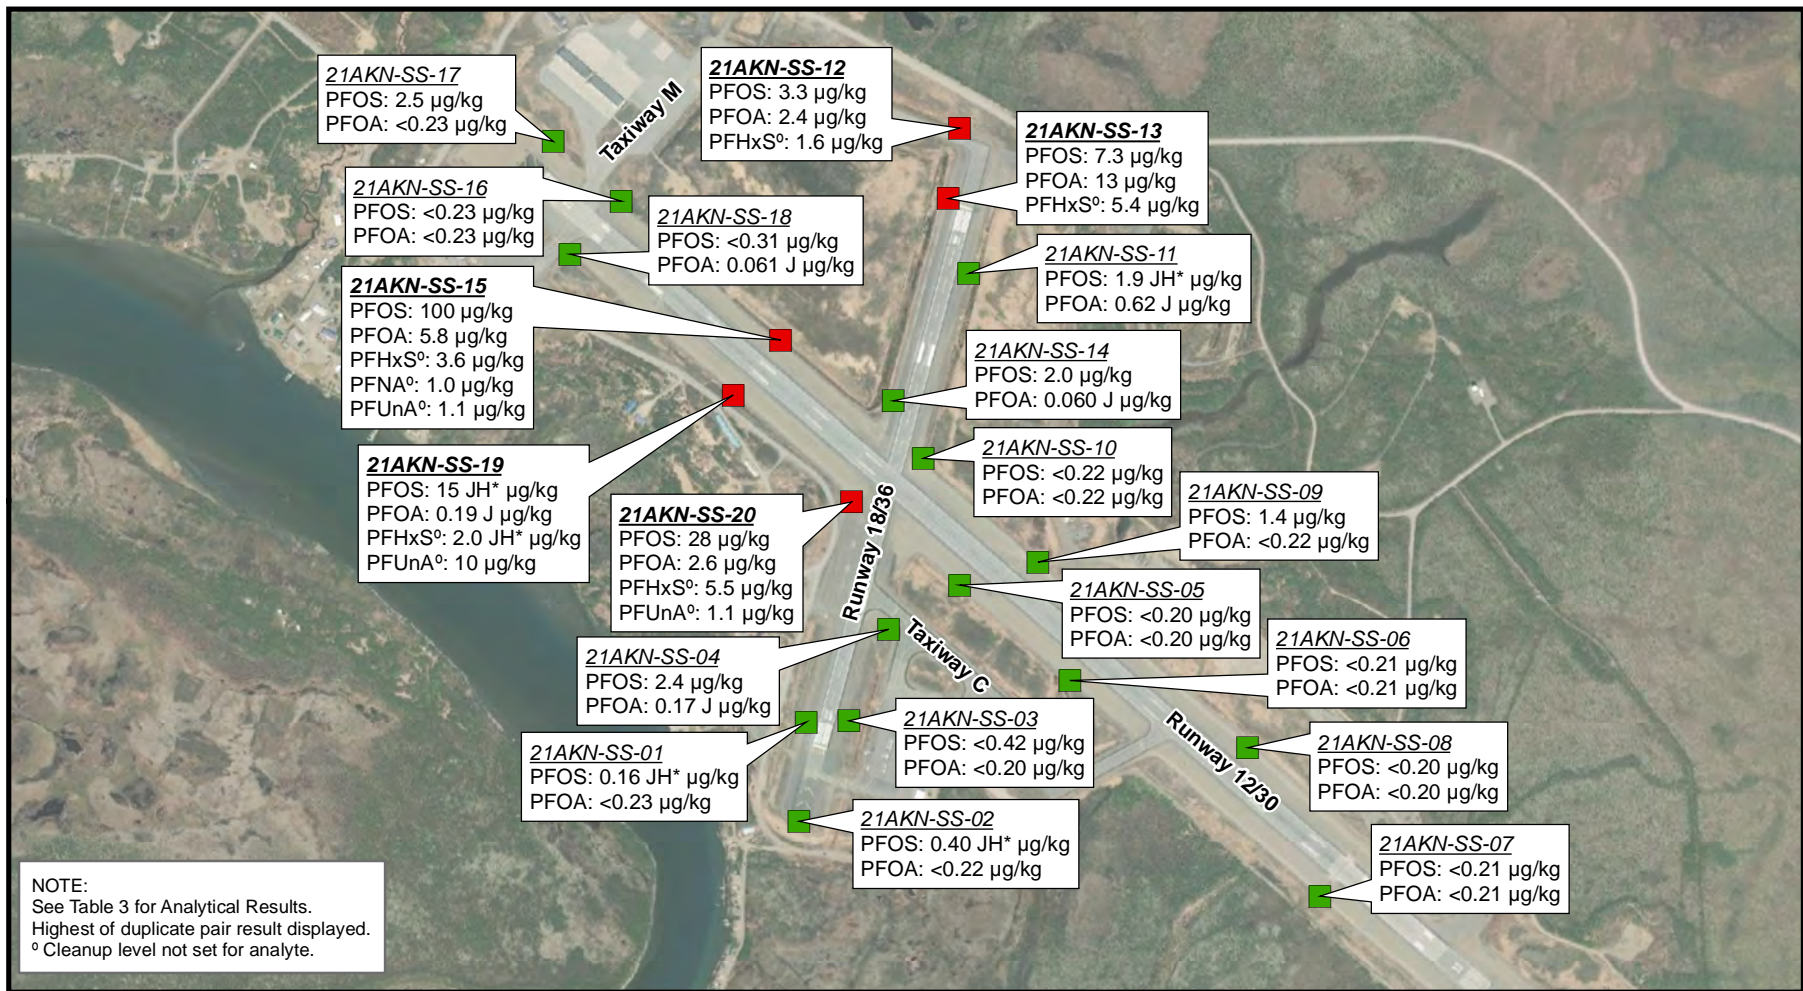 21AKN-SS-17
PFOS: 2.5 µg/kg
PFOA: <0.23 µg/kg
Taxiway M
21AKN-SS-12
PFOS: 3.3 µg/kg
PFOA: 2.4 µg/kg
PFHxS⁰: 1.6 µg/kg
21AKN-SS-13
PFOS: 7.3 µg/kg
PFOA: 13 µg/kg
PFHxS⁰: 5.4 µg/kg
21AKN-SS-16
PFOS: <0.23 µg/kg
PFOA: <0.23 µg/kg
21AKN-SS-18
PFOS: <0.31 µg/kg
PFOA: 0.061 J µg/kg
21AKN-SS-11
PFOS: 1.9 JH* µg/kg
PFOA: 0.62 J µg/kg
21AKN-SS-15
PFOS: 100 µg/kg
PFOA: 5.8 µg/kg
PFHxS⁰: 3.6 µg/kg
PFNA⁰: 1.0 µg/kg
PFUnA⁰: 1.1 µg/kg
21AKN-SS-14
PFOS: 2.0 µg/kg
PFOA: 0.060 J µg/kg
21AKN-SS-10
PFOS: <0.22 µg/kg
PFOA: <0.22 µg/kg
21AKN-SS-19
PFOS: 15 JH* µg/kg
PFOA: 0.19 J µg/kg
PFHxS⁰: 2.0 JH* µg/kg
PFUnA⁰: 10 µg/kg
21AKN-SS-09
PFOS: 1.4 µg/kg
PFOA: <0.22 µg/kg
21AKN-SS-20
PFOS: 28 µg/kg
PFOA: 2.6 µg/kg
PFHxS⁰: 5.5 µg/kg
PFUnA⁰: 1.1 µg/kg
Runway 18/36
21AKN-SS-05
PFOS: <0.20 µg/kg
PFOA: <0.20 µg/kg
21AKN-SS-06
PFOS: <0.21 µg/kg
PFOA: <0.21 µg/kg
21AKN-SS-04
PFOS: 2.4 µg/kg
PFOA: 0.17 J µg/kg
Taxiway C
21AKN-SS-03
PFOS: <0.42 µg/kg
PFOA: <0.20 µg/kg
Runway 12/30
21AKN-SS-08
PFOS: <0.20 µg/kg
PFOA: <0.20 µg/kg
21AKN-SS-01
PFOS: 0.16 JH* µg/kg
PFOA: <0.23 µg/kg
21AKN-SS-02
PFOS: 0.40 JH* µg/kg
PFOA: <0.22 µg/kg
21AKN-SS-07
PFOS: <0.21 µg/kg
PFOA: <0.21 µg/kg
NOTE:
See Table 3 for Analytical Results.
Highest of duplicate pair result displayed.
⁰ Cleanup level not set for analyte.